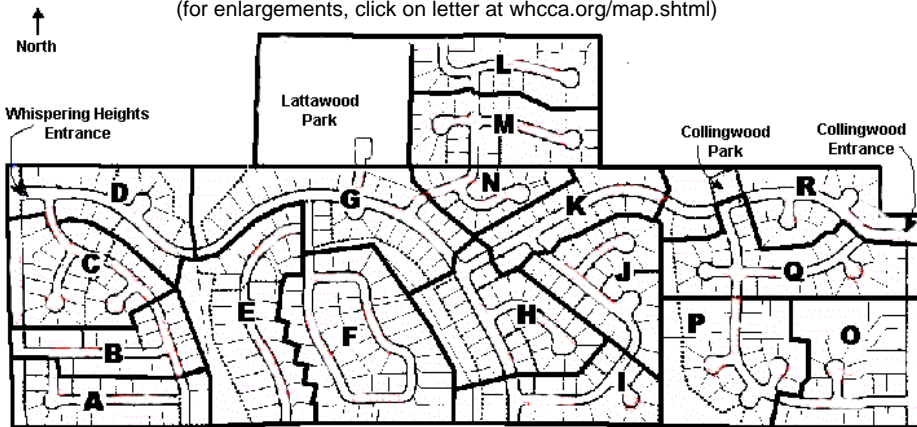 (for enlargements, click on letter at whcca.org/map.shtml)
North
L
Lattawood
Park
Whispering Heights
Entrance
M
Collingwood
Park
Collingwood
Entrance
D
N
R
G
K
C
J
Q
E
H
P
F
O
B
I
A